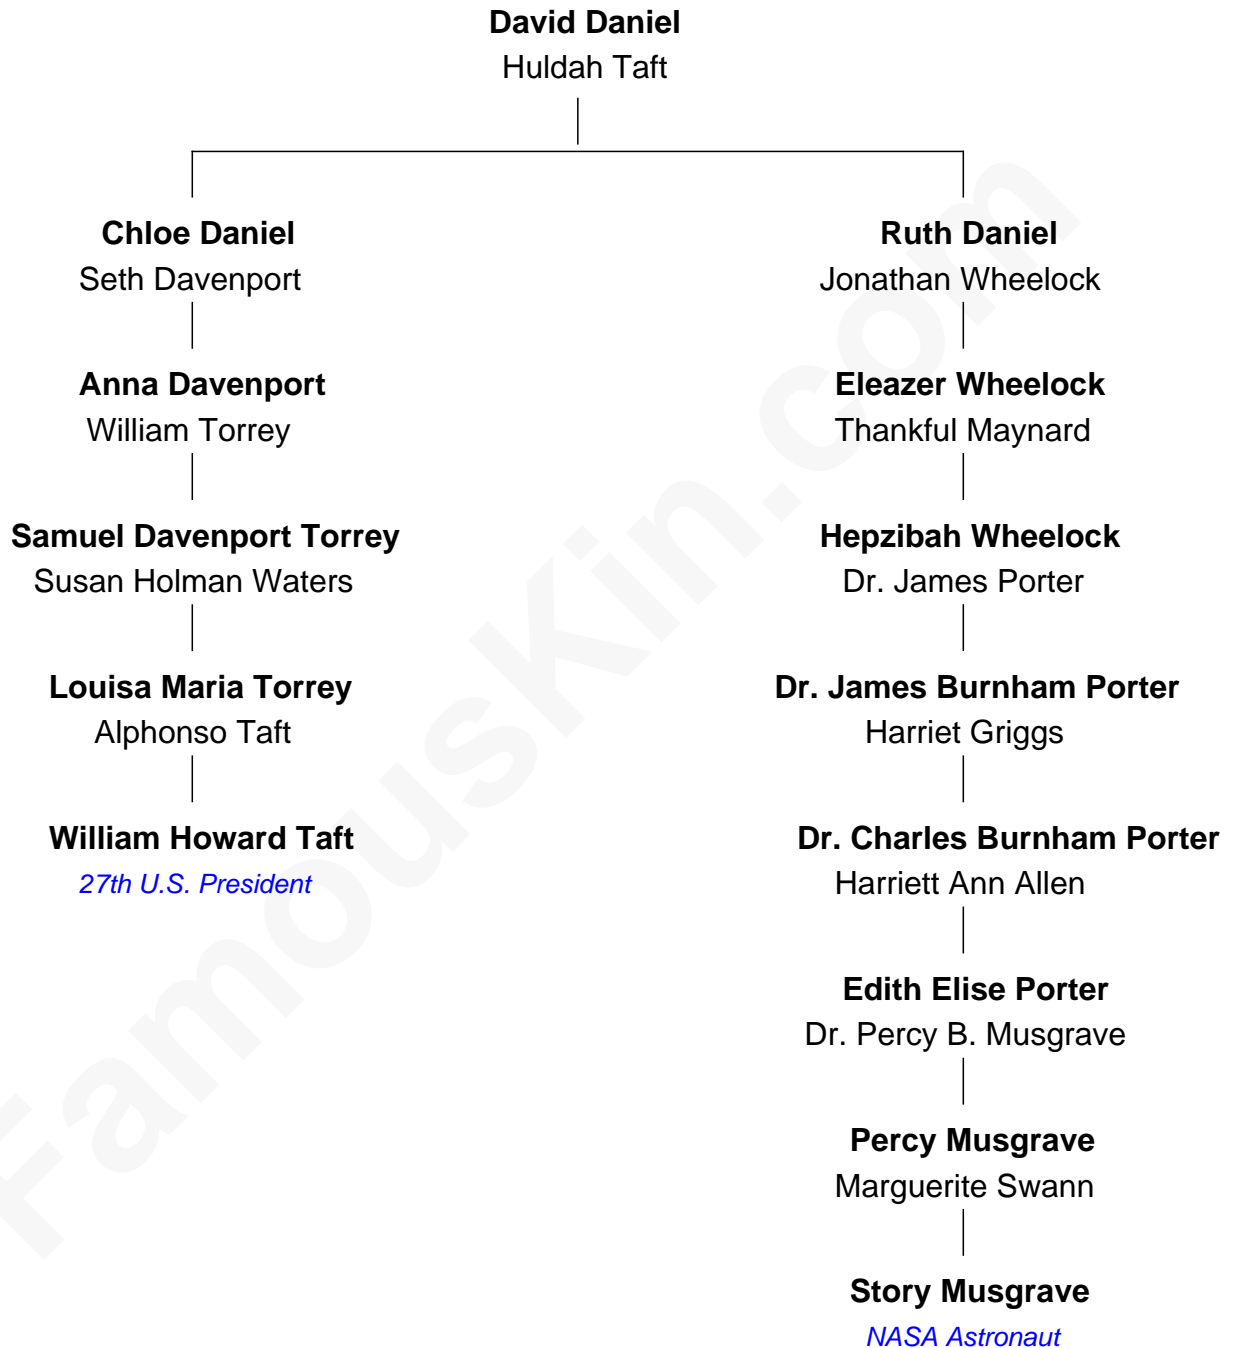 David Daniel
Huldah Taft
Chloe Daniel
Seth Davenport
Ruth Daniel
Jonathan Wheelock
Anna Davenport
William Torrey
Eleazer Wheelock
Thankful Maynard
Samuel Davenport Torrey
Susan Holman Waters
Hepzibah Wheelock
Dr. James Porter
Louisa Maria Torrey
Alphonso Taft
Dr. James Burnham Porter
Harriet Griggs
William Howard Taft
27th U.S. President
Dr. Charles Burnham Porter
Harriett Ann Allen
Edith Elise Porter
Dr. Percy B. Musgrave
Percy Musgrave
Marguerite Swann
Story Musgrave
NASA Astronaut
FamousKin.com